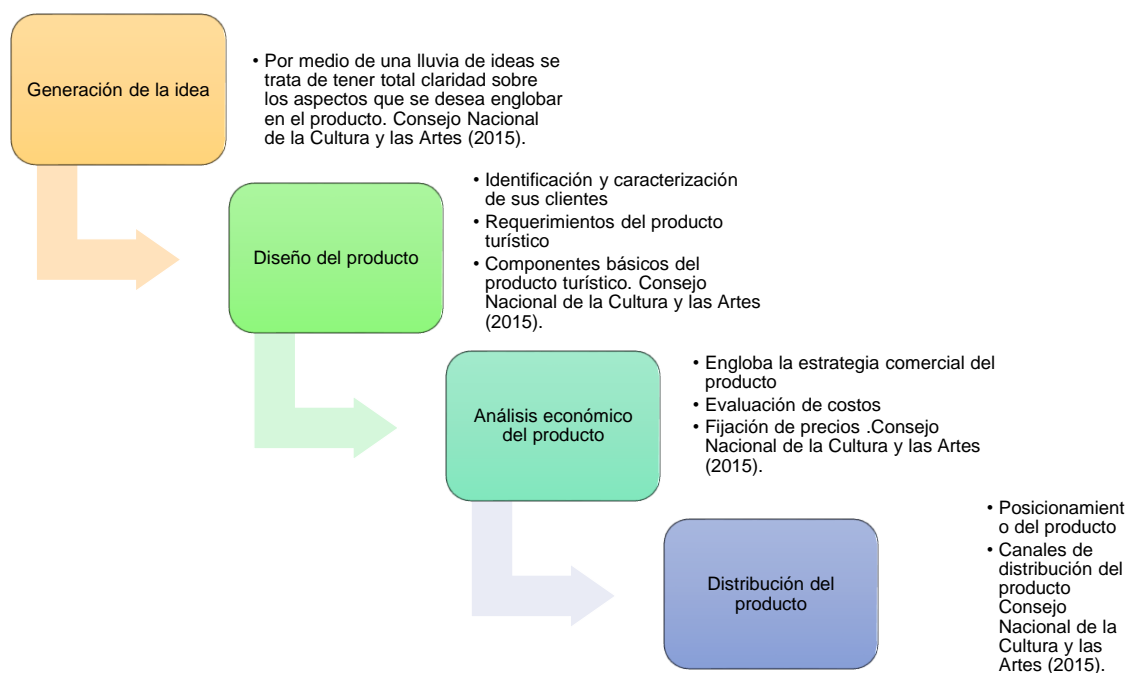 Generación de la idea
• Por medio de una lluvia de ideas se
trata de tener total claridad sobre
los aspectos que se desea englobar
en el producto. Consejo Nacional
de la Cultura y las Artes (2015).
Diseño del producto
• Identificación y caracterización
de sus clientes
• Requerimientos del producto
turístico
• Componentes básicos del
producto turístico. Consejo
Nacional de la Cultura y las Artes
(2015).
Análisis económico
del producto
• Engloba la estrategia comercial del
producto
• Evaluación de costos
• Fijación de precios .Consejo
Nacional de la Cultura y las Artes
(2015).
Distribución del
producto
• Posicionamient
o del producto
• Canales de
distribución del
producto
Consejo
Nacional de la
Cultura y las
Artes (2015).